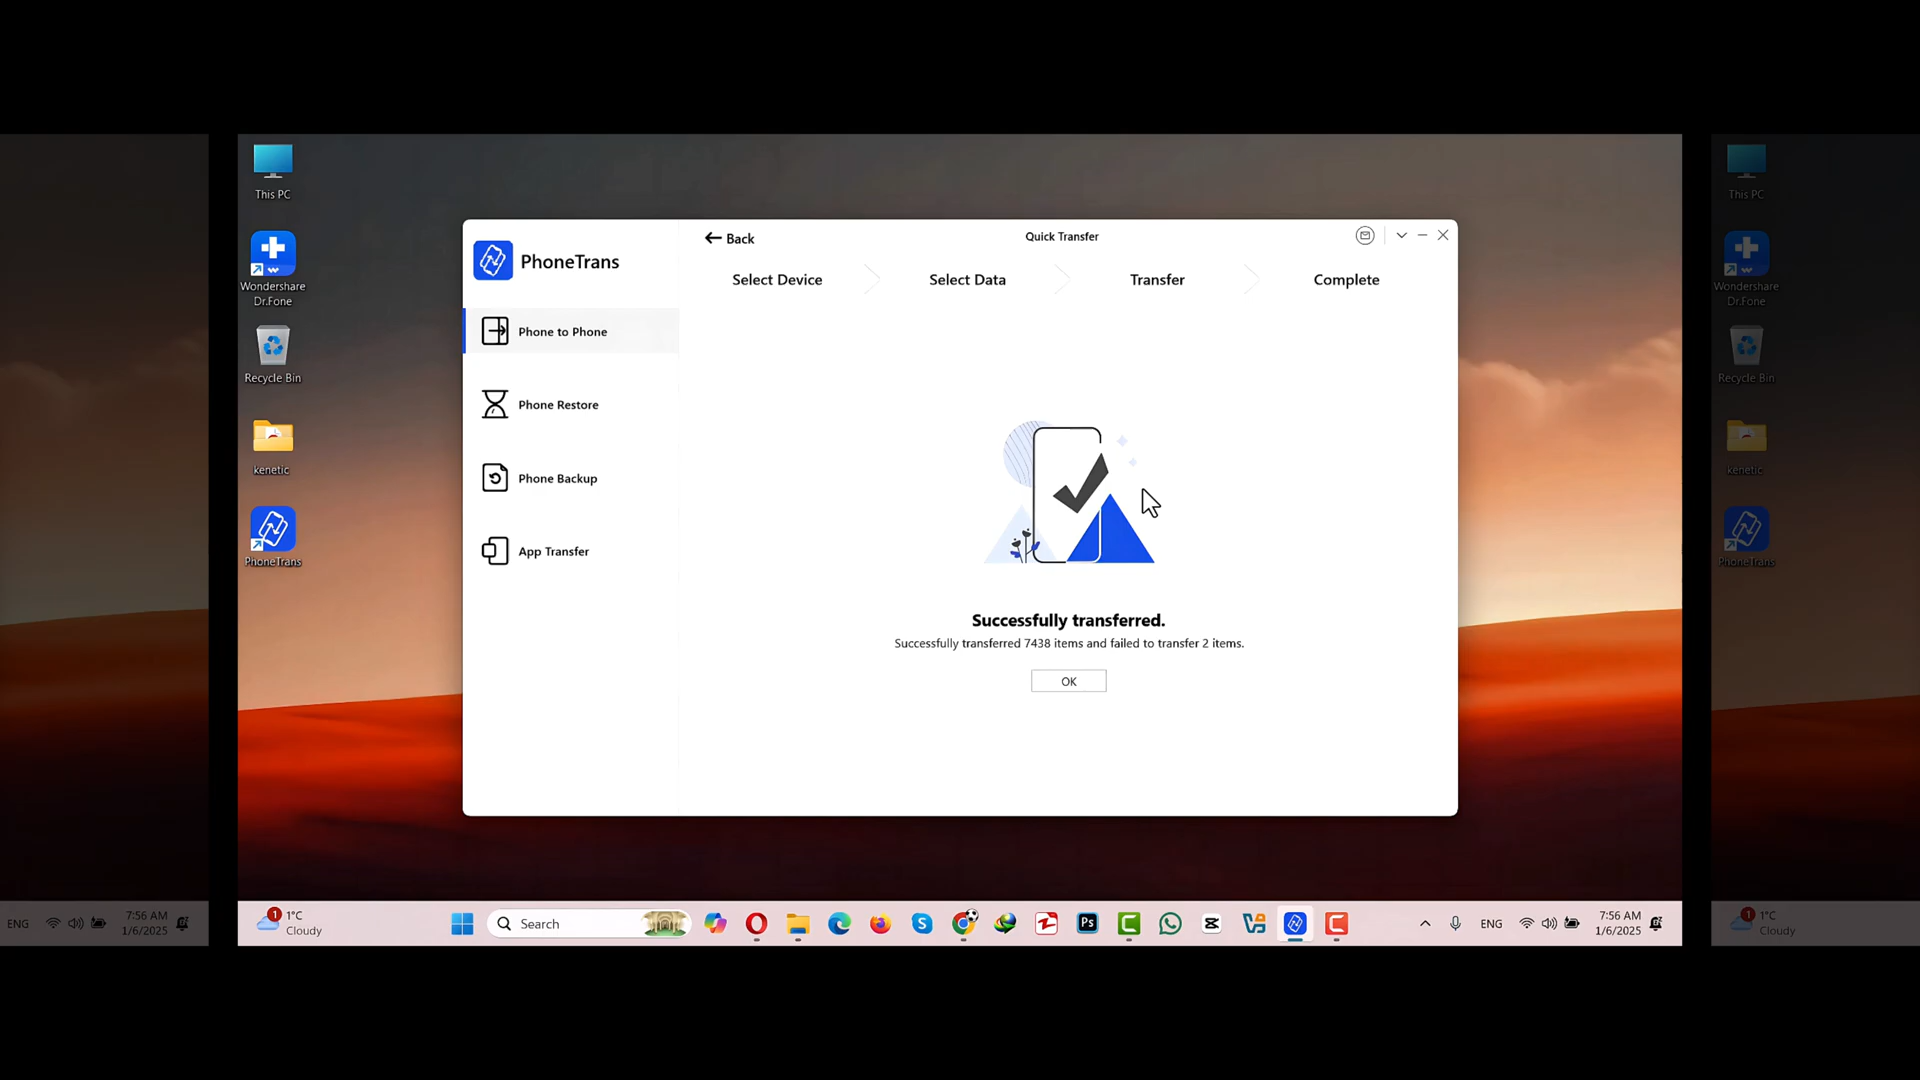 This PC
Wondershare
Dr.Fone
Recycle Bin
kenetic
PhoneTrans
PhoneTrans
Phone to Phone
Phone Restore
Phone Backup
App Transfer
Back
Quick Transfer
Select Device
Select Data
Transfer
Complete
Successfully transferred.
Successfully transferred 7438 items and failed to transfer 2 items.
OK
This PC
Wondershare
Dr.Fone
Recycle Bin
kenetic
PhoneTrans
ENG
7:56 AM
1/6/2025
1
1°C
Cloudy
Search
Ps
ENG
7:56 AM
1/6/2025
1
1°C
Cloudy